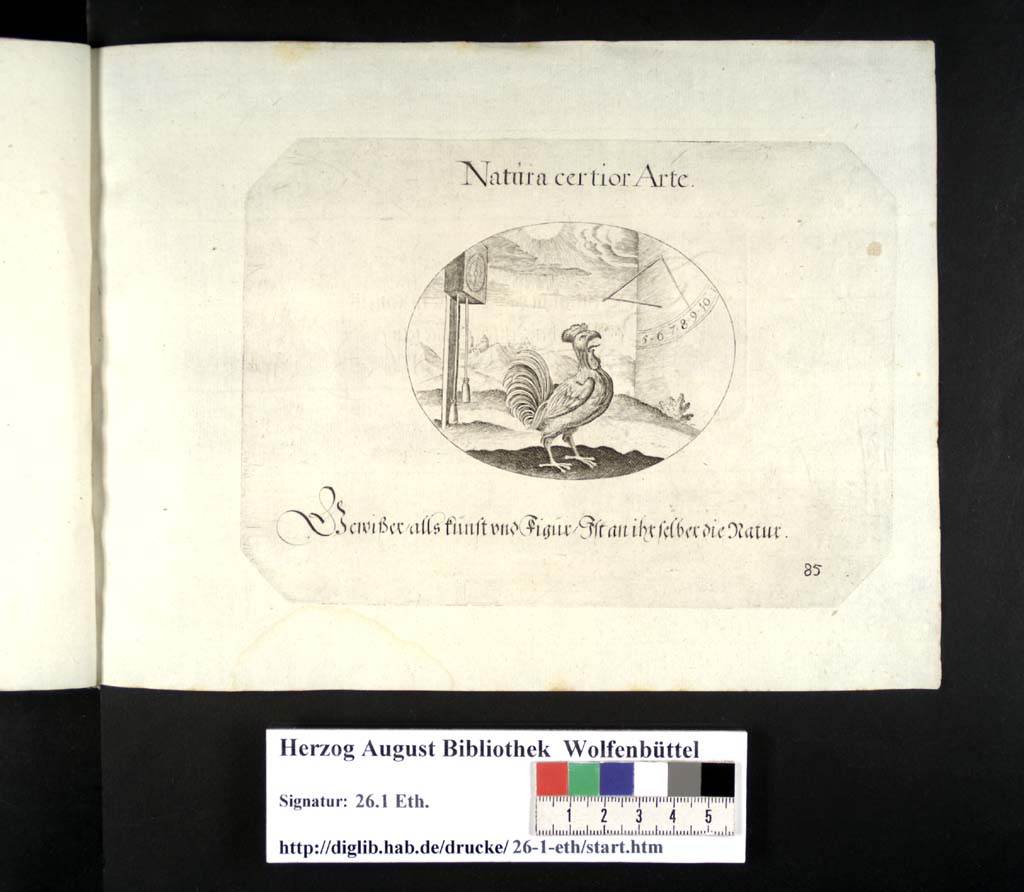 Natura certior Arte.
5·6·7·8·9·10
Gewißer/alls kunst vnd Figur/Ist an ihr selber die Natur.
85
Herzog August Bibliothek Wolfenbüttel
Signatur: 26.1 Eth.
1 2 3 4 5
http://diglib.hab.de/drucke/ 26-1-eth/start.htm